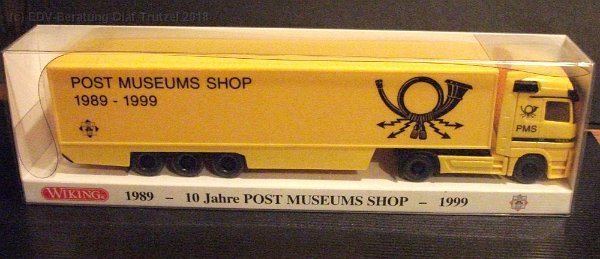 (c) EDV-Beratung Olaf Trutzel 2018
POST MUSEUMS SHOP
1989 - 1999
PMS
WIKING
1989 – 10 Jahre POST MUSEUMS SHOP – 1999